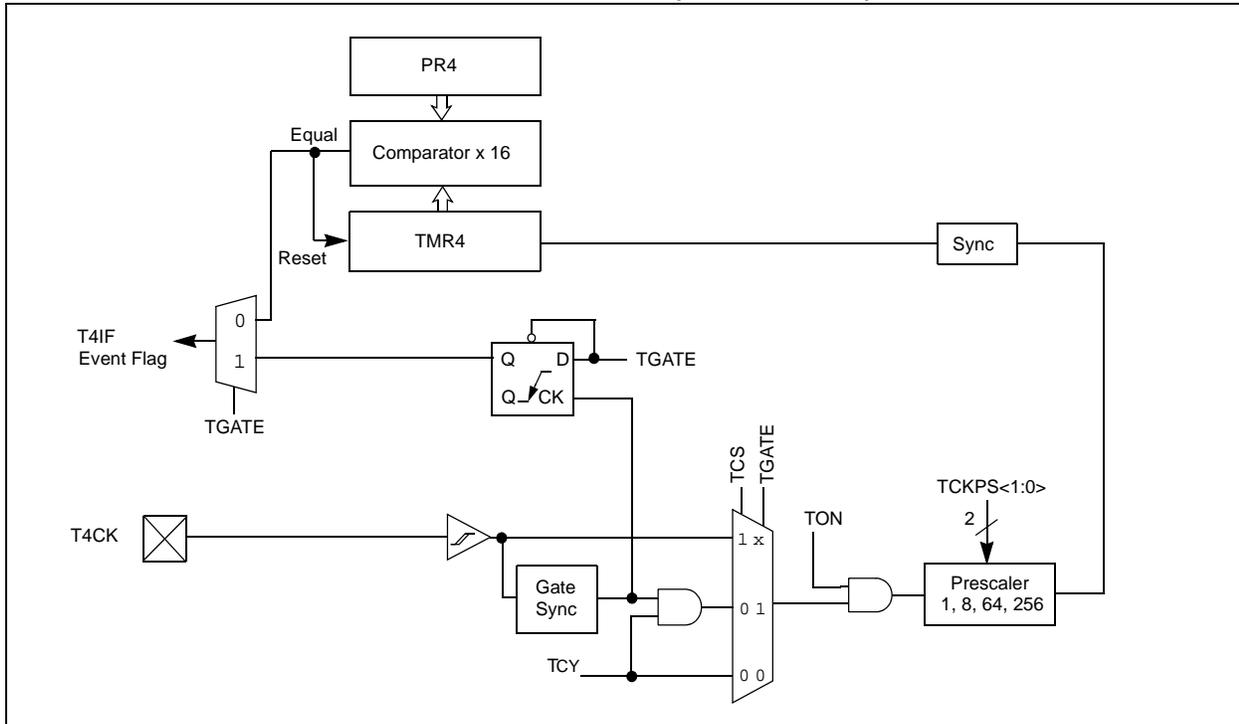 PR4
Equal
Comparator x 16
TMR4
Sync
Reset
0
T4IF
Event Flag
1
Q D
TGATE
Q CK
TGATE
TCS
TGATE
TCKPS<1:0>
2
TON
T4CK
1 x
Gate
Sync
0 1
Prescaler
1, 8, 64, 256
TCY
0 0